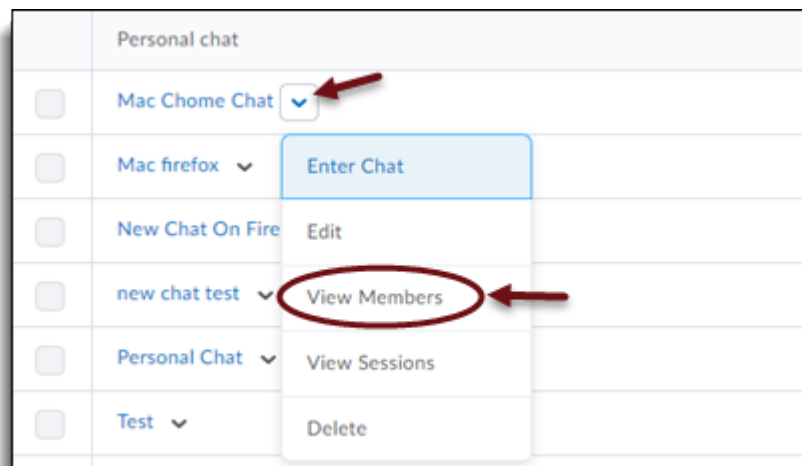 Personal chat
Mac Chome Chat
Mac firefox
Enter Chat
New Chat On Fire
Edit
new chat test
View Members
Personal Chat
View Sessions
Test
Delete